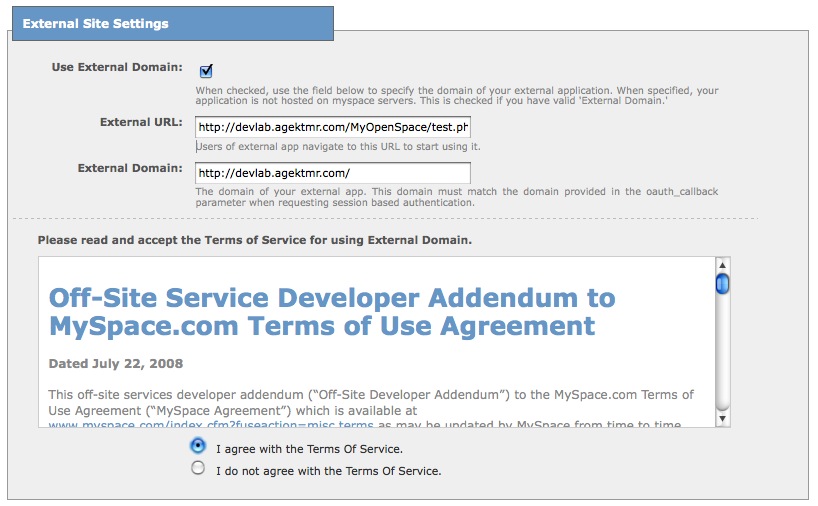 External Site Settings
Use External Domain:
When checked, use the field below to specify the domain of your external application. When specified, your
application is not hosted on myspace servers. This is checked if you have valid 'External Domain.'
External URL: http://devlab.agektmr.com/MyOpenSpace/test.ph
Users of external app navigate to this URL to start using it.
External Domain: http://devlab.agektmr.com/
The domain of your external app. This domain must match the domain provided in the oauth_callback
parameter when requesting session based authentication.
Please read and accept the Terms of Service for using External Domain.
Off-Site Service Developer Addendum to
MySpace.com Terms of Use Agreement
Dated July 22, 2008
This off-site services developer addendum (“Off-Site Developer Addendum”) to the MySpace.com Terms of
Use Agreement (“MySpace Agreement”) which is available at
www.myspace.com/index.cfm?fuseaction=misc.terms as may be updated by MySpace from time to time
I agree with the Terms Of Service.
I do not agree with the Terms Of Service.